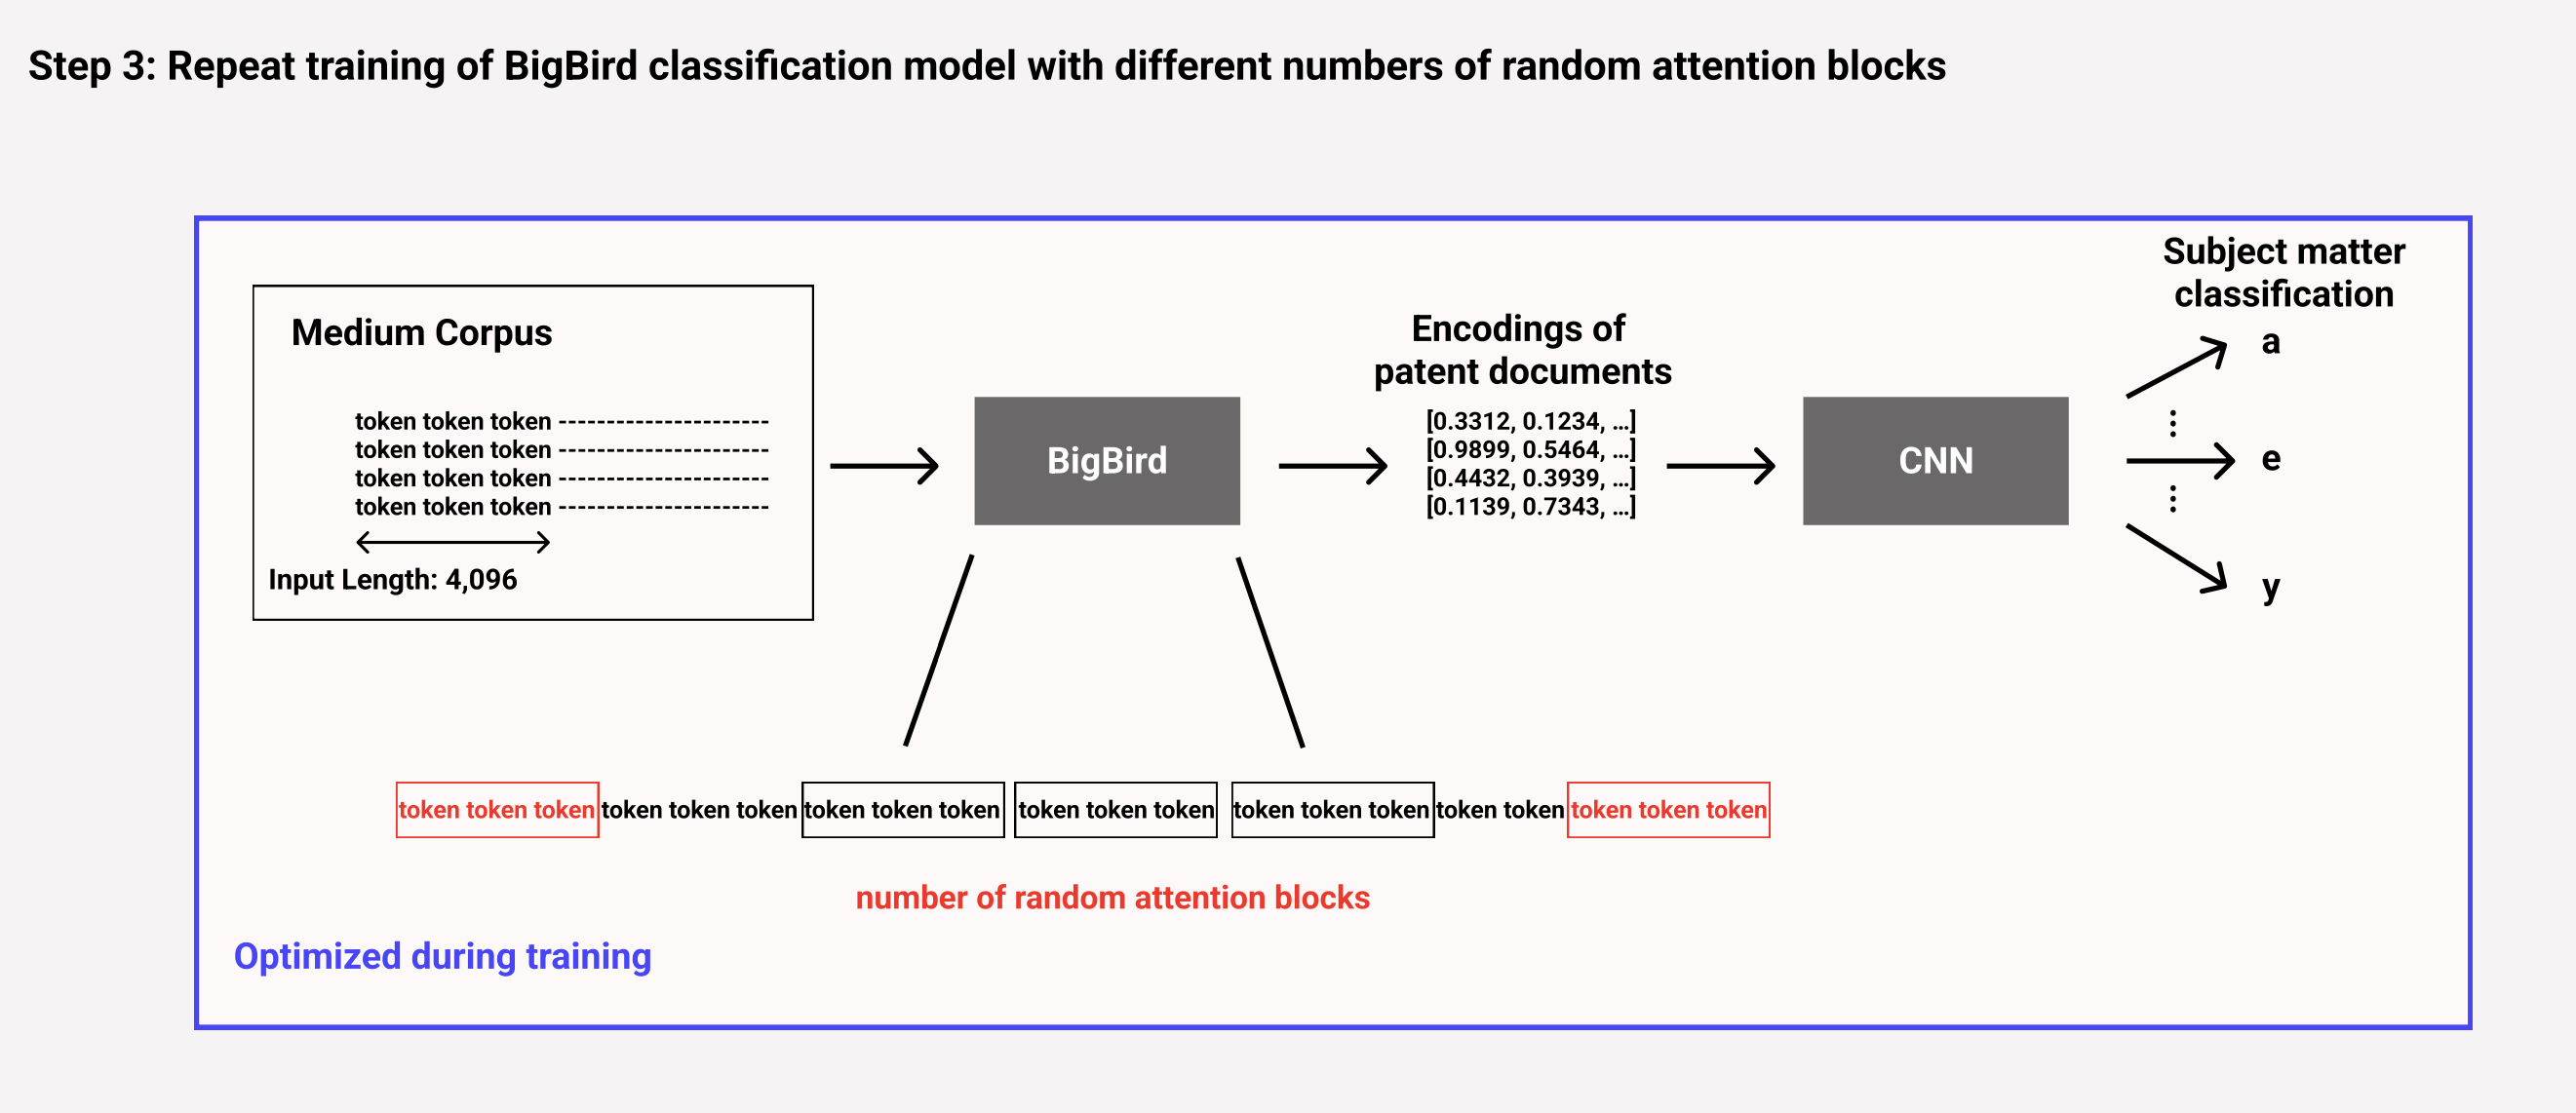 Step 3: Repeat training of BigBird classification model with different numbers of random attention blocks
Medium Corpus
token token token ----------------------
token token token ----------------------
token token token ----------------------
token token token ----------------------
Input Length: 4,096
BigBird
Encodings of
patent documents
[0.3312, 0.1234, ...]
[0.9899, 0.5464, ...]
[0.4432, 0.3939, ...]
[0.1139, 0.7343, ...]
CNN
Subject matter
classification
a
e
y
token token token token token token token token token token token token token token token token token token token token
number of random attention blocks
Optimized during training